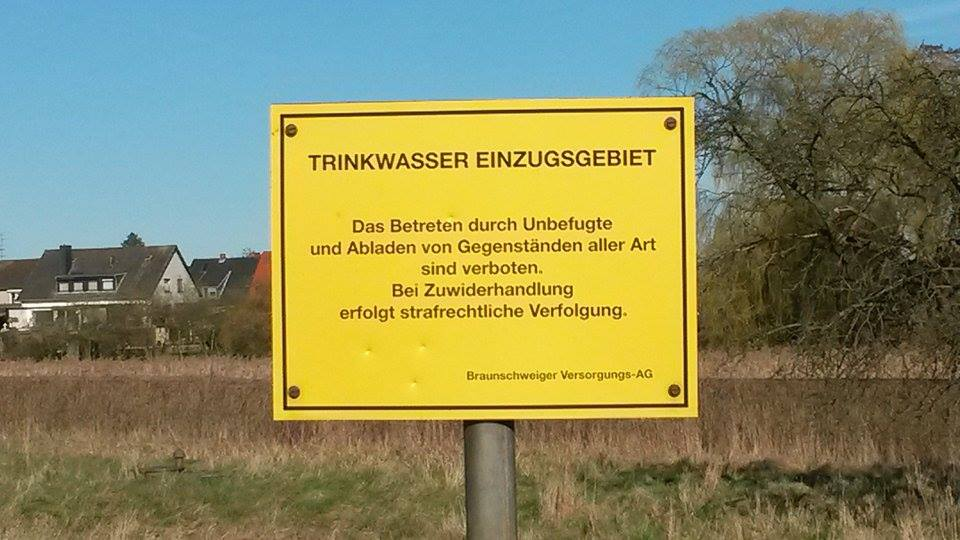 TRINKWASSER EINZUGSGEBIET
Das Betreten durch Unbefugte
und Abladen von Gegenständen aller Art
sind verboten.
Bei Zuwiderhandlung
erfolgt strafrechtliche Verfolgung.
Braunschweiger Versorgungs-AG